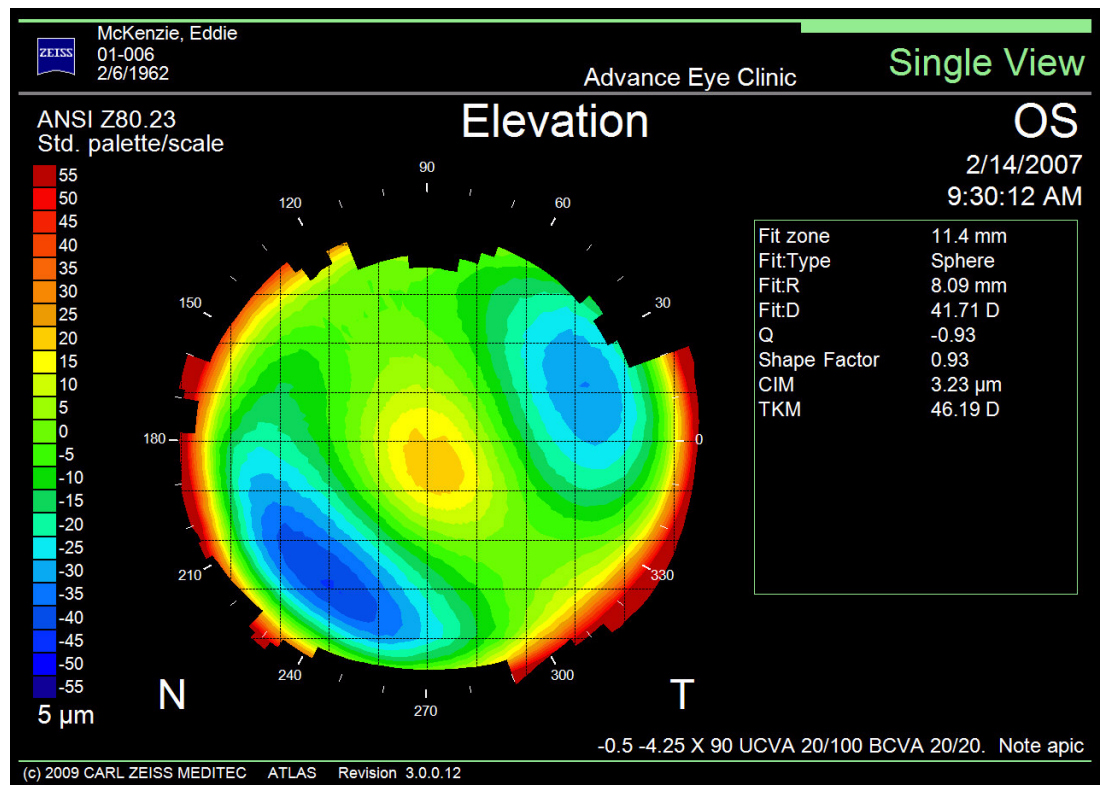 ZEISS
McKenzie, Eddie
01-006
2/6/1962
Advance Eye Clinic
Single View
ANSI Z80.23
Std. palette/scale
Elevation
OS
2/14/2007
9:30:12 AM
55
50
45
40
35
30
25
20
15
10
5
0
-5
-10
-15
-20
-25
-30
-35
-40
-45
-50
-55
5 µm
90
120
60
150
30
180
0
210
330
240
300
270
N
T
Fit zone 11.4 mm
Fit:Type Sphere
Fit:R 8.09 mm
Fit:D 41.71 D
Q -0.93
Shape Factor 0.93
CIM 3.23 µm
TKM 46.19 D
-0.5 -4.25 X 90 UCVA 20/100 BCVA 20/20. Note apic
(c) 2009 CARL ZEISS MEDITEC ATLAS Revision 3.0.0.12